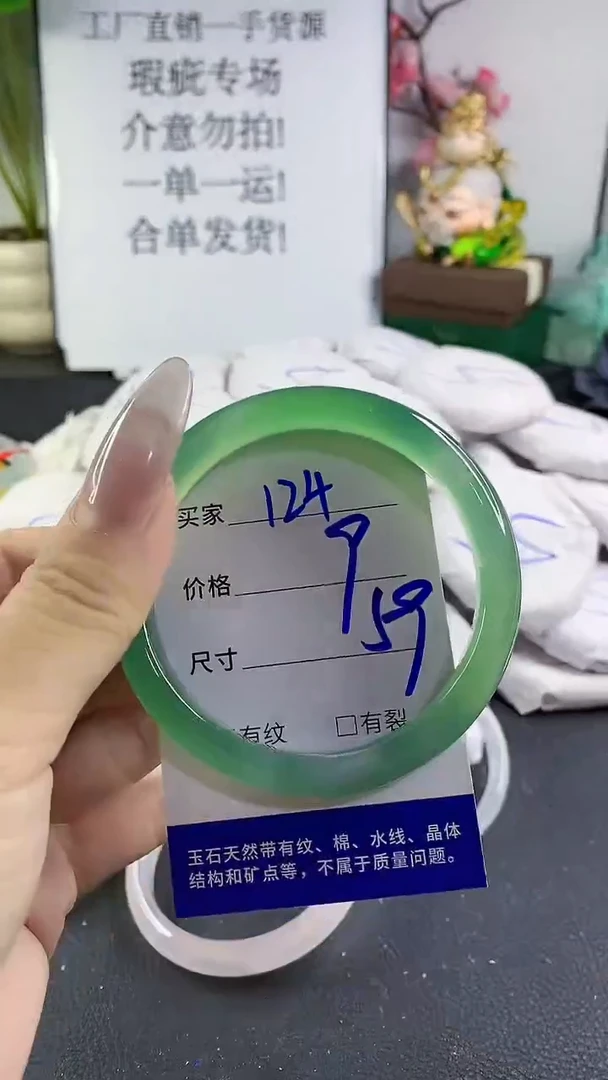 工厂直销一手货源
瑕疵专场
介意勿拍!
一单一运!
合单发货!
买家 124
价格 9
尺寸 59
有纹 □有裂
玉石天然带有纹、棉、水线、晶体
结构和矿点等，不属于质量问题。